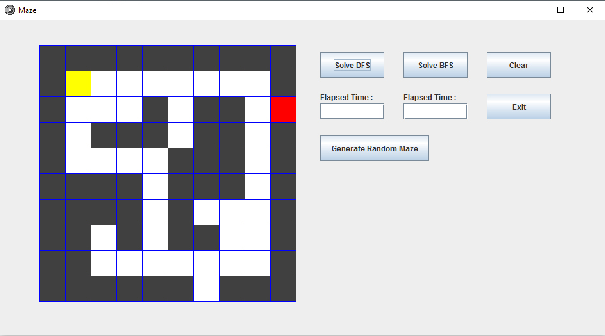 Maze
Solve DFS
Solve BFS
Clear
Elapsed Time :
Elapsed Time :
Exit
Generate Random Maze